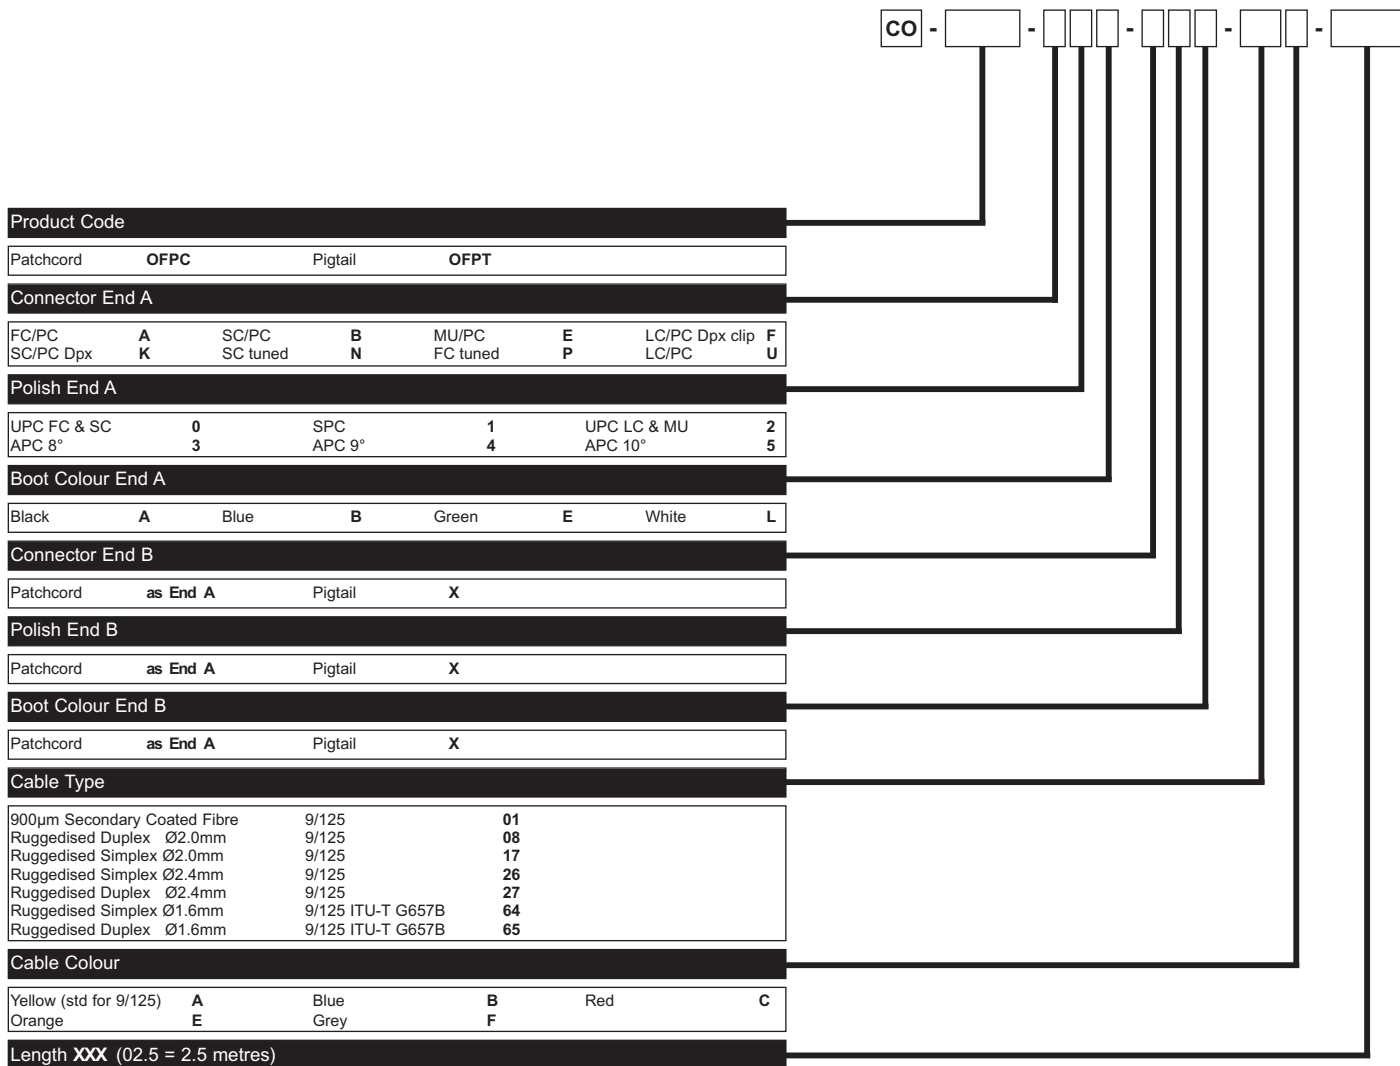 CO - - - - -
Product Code
Patchcord OFPC Pigtail OFPT
Connector End A
FC/PC A SC/PC B MU/PC E LC/PC Dpx clip F
SC/PC Dpx K SC tuned N FC tuned P LC/PC U
Polish End A
UPC FC & SC 0 SPC 1 UPC LC & MU 2
APC 8° 3 APC 9° 4 APC 10° 5
Boot Colour End A
Black A Blue B Green E White L
Connector End B
Patchcord as End A Pigtail X
Polish End B
Patchcord as End A Pigtail X
Boot Colour End B
Patchcord as End A Pigtail X
Cable Type
900µm Secondary Coated Fibre 9/125 01
Ruggedised Duplex Ø2.0mm 9/125 08
Ruggedised Simplex Ø2.0mm 9/125 17
Ruggedised Simplex Ø2.4mm 9/125 26
Ruggedised Duplex Ø2.4mm 9/125 27
Ruggedised Simplex Ø1.6mm 9/125 ITU-T G657B 64
Ruggedised Duplex Ø1.6mm 9/125 ITU-T G657B 65
Cable Colour
Yellow (std for 9/125) A Blue B Red C
Orange E Grey F
Length XXX (02.5 = 2.5 metres)